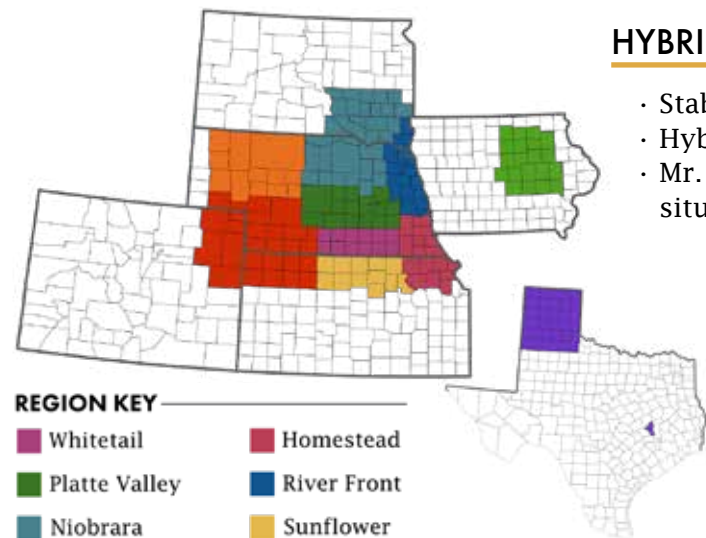 HYBRI
· Stab
· Hyb
· Mr.
situ
REGION KEY
Whitetail
Homestead
Platte Valley
River Front
Niobrara
Sunflower